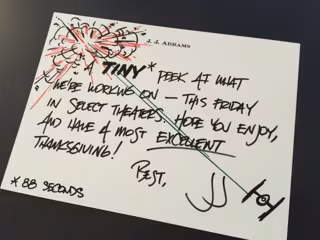 J. J. ABRAMS
TINY* PEEK AT WHAT
WE'RE WORKING ON — THIS FRIDAY
IN SELECT THEATRES. HOPE YOU ENJOY,
AND HAVE A MOST EXCELLENT
THANKSGIVING!
BEST,
JJ
* 88 SECONDS